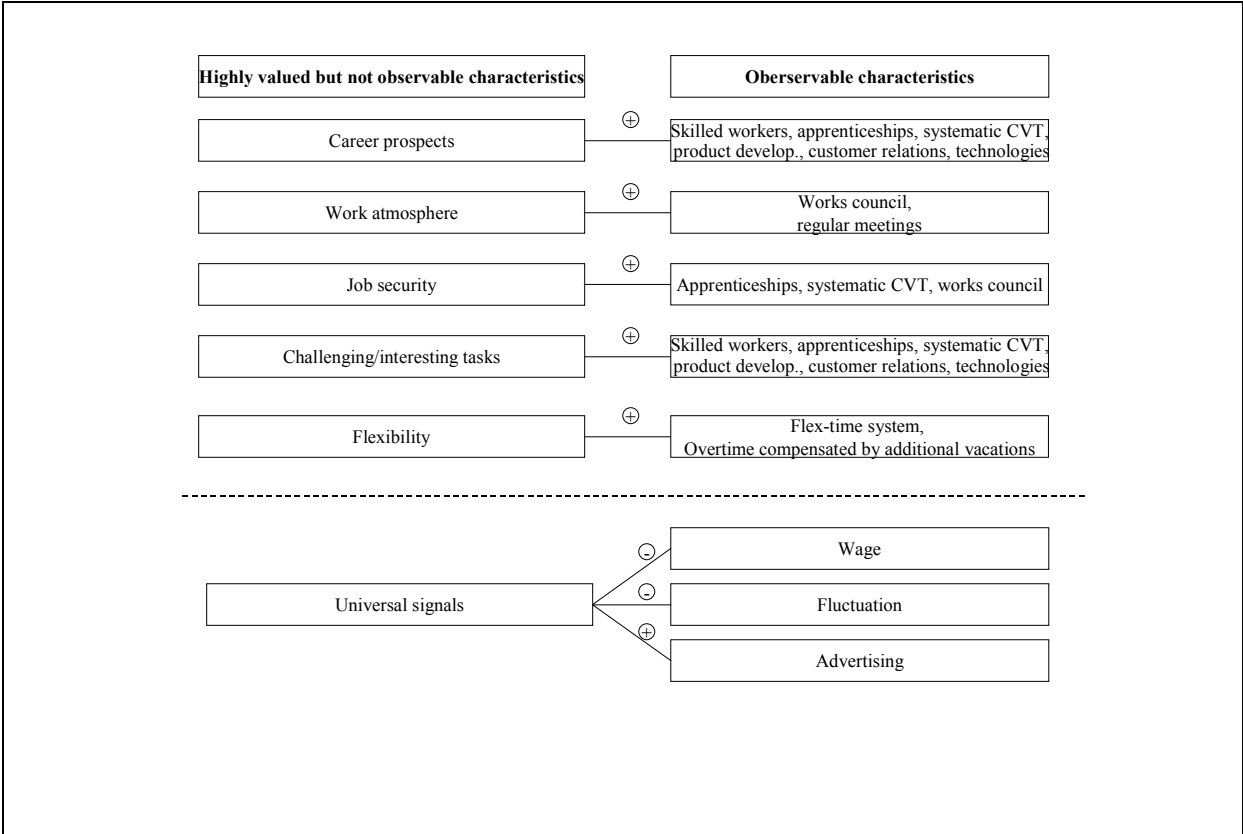 Highly valued but not observable characteristics
Oberservable characteristics
+
Career prospects
Skilled workers, apprenticeships, systematic CVT,
product develop., customer relations, technologies
+
Work atmosphere
Works council,
regular meetings
+
Job security
Apprenticeships, systematic CVT, works council
+
Challenging/interesting tasks
Skilled workers, apprenticeships, systematic CVT,
product develop., customer relations, technologies
+
Flexibility
Flex-time system,
Overtime compensated by additional vacations
-
Wage
Universal signals
-
Fluctuation
+
Advertising